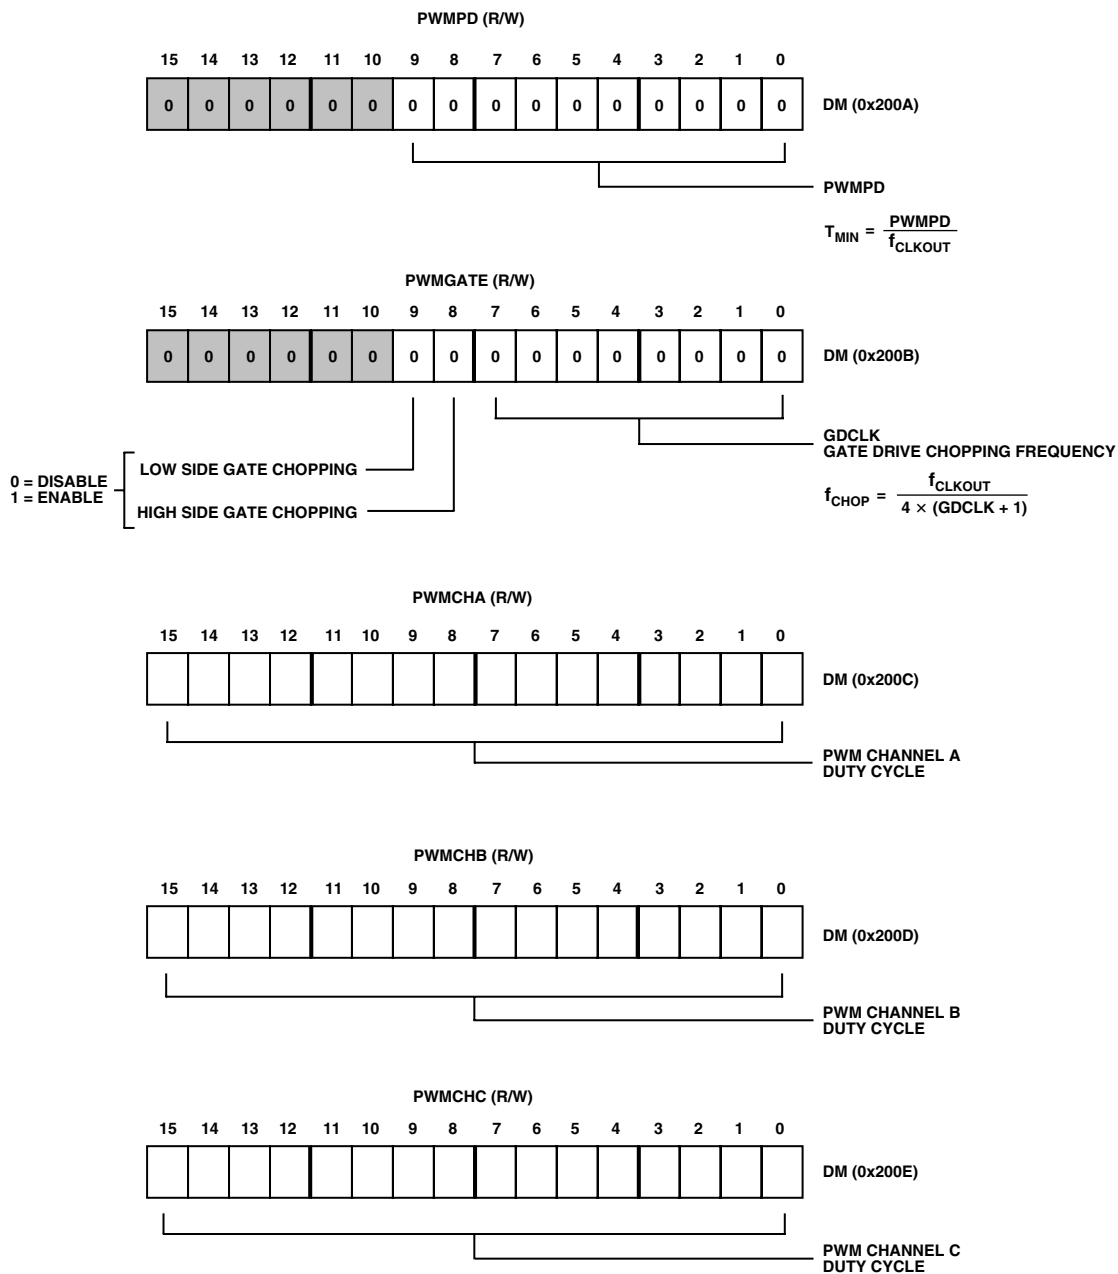 PWMPD (R/W)
15 14 13 12 11 10 9 8 7 6 5 4 3 2 1 0
0 0 0 0 0 0 0 0 0 0 0 0 0 0 0 0 DM (0x200A)
PWMPD
T_MIN = PWMPD / f_CLKOUT
PWMGATE (R/W)
15 14 13 12 11 10 9 8 7 6 5 4 3 2 1 0
0 0 0 0 0 0 0 0 0 0 0 0 0 0 0 0 DM (0x200B)
GDCLK
GATE DRIVE CHOPPING FREQUENCY
f_CHOP = f_CLKOUT / 4 × (GDCLK + 1)
0 = DISABLE
1 = ENABLE
LOW SIDE GATE CHOPPING
HIGH SIDE GATE CHOPPING
PWMCHA (R/W)
15 14 13 12 11 10 9 8 7 6 5 4 3 2 1 0
DM (0x200C)
PWM CHANNEL A
DUTY CYCLE
PWMCHB (R/W)
15 14 13 12 11 10 9 8 7 6 5 4 3 2 1 0
DM (0x200D)
PWM CHANNEL B
DUTY CYCLE
PWMCHC (R/W)
15 14 13 12 11 10 9 8 7 6 5 4 3 2 1 0
DM (0x200E)
PWM CHANNEL C
DUTY CYCLE